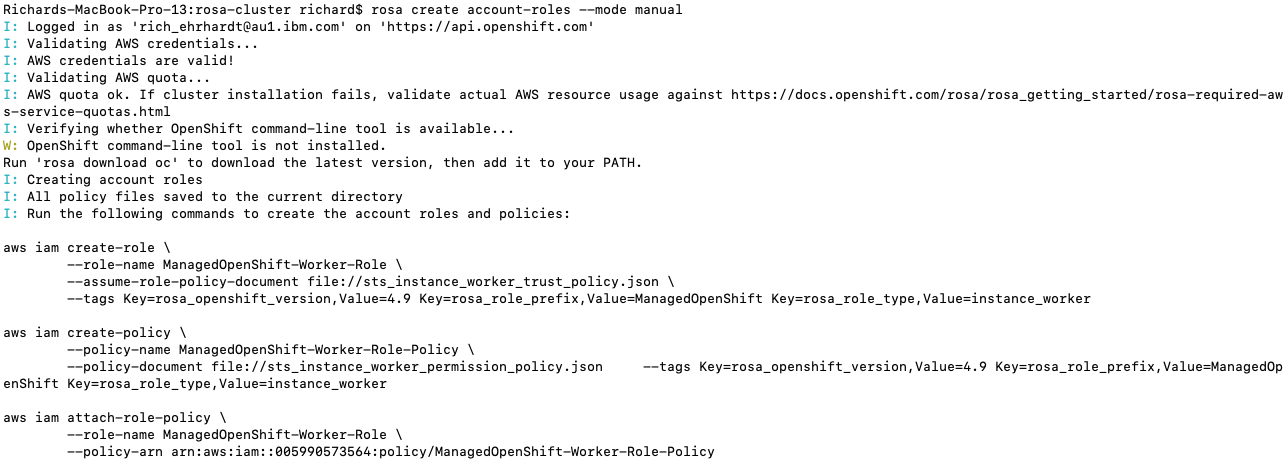 Richards-MacBook-Pro-13:rosa-cluster richard$ rosa create account-roles --mode manual
I: Logged in as 'rich_ehrhardt@au1.ibm.com' on 'https://api.openshift.com'
I: Validating AWS credentials...
I: AWS credentials are valid!
I: Validating AWS quota...
I: AWS quota ok. If cluster installation fails, validate actual AWS resource usage against https://docs.openshift.com/rosa/rosa_getting_started/rosa-required-aw
s-service-quotas.html
I: Verifying whether OpenShift command-line tool is available...
W: OpenShift command-line tool is not installed.
Run 'rosa download oc' to download the latest version, then add it to your PATH.
I: Creating account roles
I: All policy files saved to the current directory
I: Run the following commands to create the account roles and policies:

aws iam create-role \
        --role-name ManagedOpenShift-Worker-Role \
        --assume-role-policy-document file://sts_instance_worker_trust_policy.json \
        --tags Key=rosa_openshift_version,Value=4.9 Key=rosa_role_prefix,Value=ManagedOpenShift Key=rosa_role_type,Value=instance_worker

aws iam create-policy \
        --policy-name ManagedOpenShift-Worker-Role-Policy \
        --policy-document file://sts_instance_worker_permission_policy.json     --tags Key=rosa_openshift_version,Value=4.9 Key=rosa_role_prefix,Value=ManagedOp
enShift Key=rosa_role_type,Value=instance_worker

aws iam attach-role-policy \
        --role-name ManagedOpenShift-Worker-Role \
        --policy-arn arn:aws:iam::005990573564:policy/ManagedOpenShift-Worker-Role-Policy